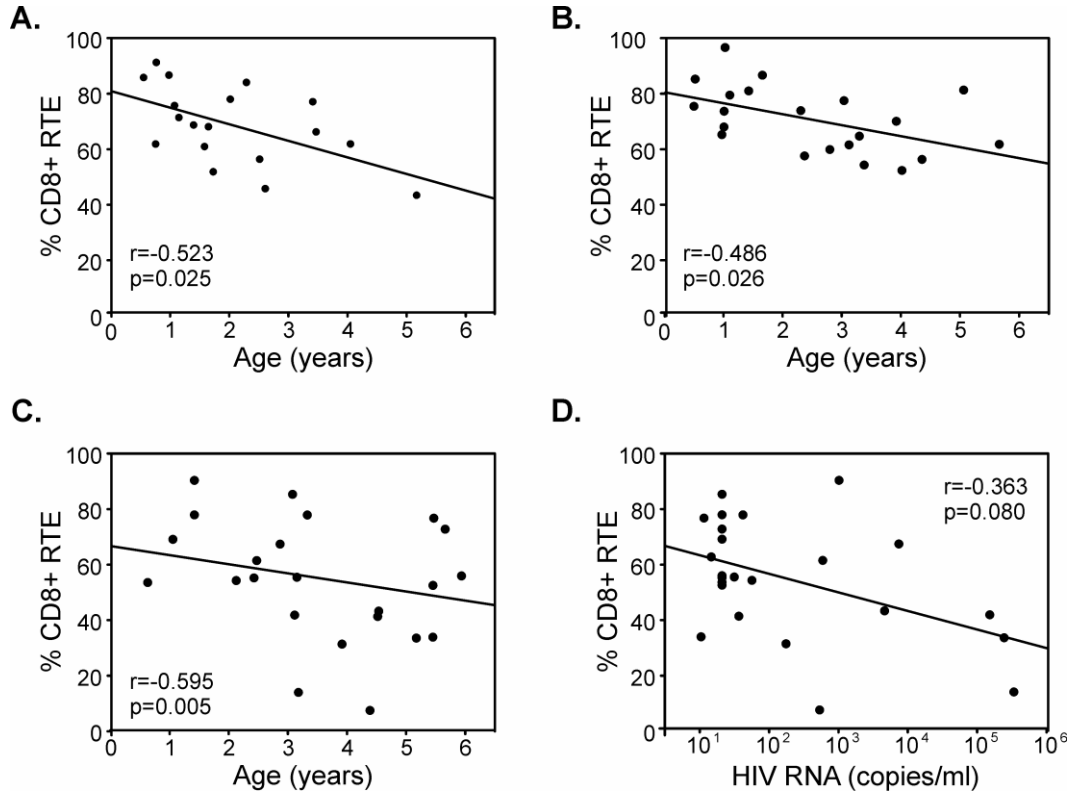 A.
100
80
60
40
20
0
% CD8+ RTE
r=-0.523
p=0.025
0 1 2 3 4 5 6
Age (years)
B.
100
80
60
40
20
0
% CD8+ RTE
r=-0.486
p=0.026
0 1 2 3 4 5 6
Age (years)
C.
100
80
60
40
20
0
% CD8+ RTE
r=-0.595
p=0.005
0 1 2 3 4 5 6
Age (years)
D.
100
80
60
40
20
0
% CD8+ RTE
r=-0.363
p=0.080
10¹ 10² 10³ 10⁴ 10⁵ 10⁶
HIV RNA (copies/ml)